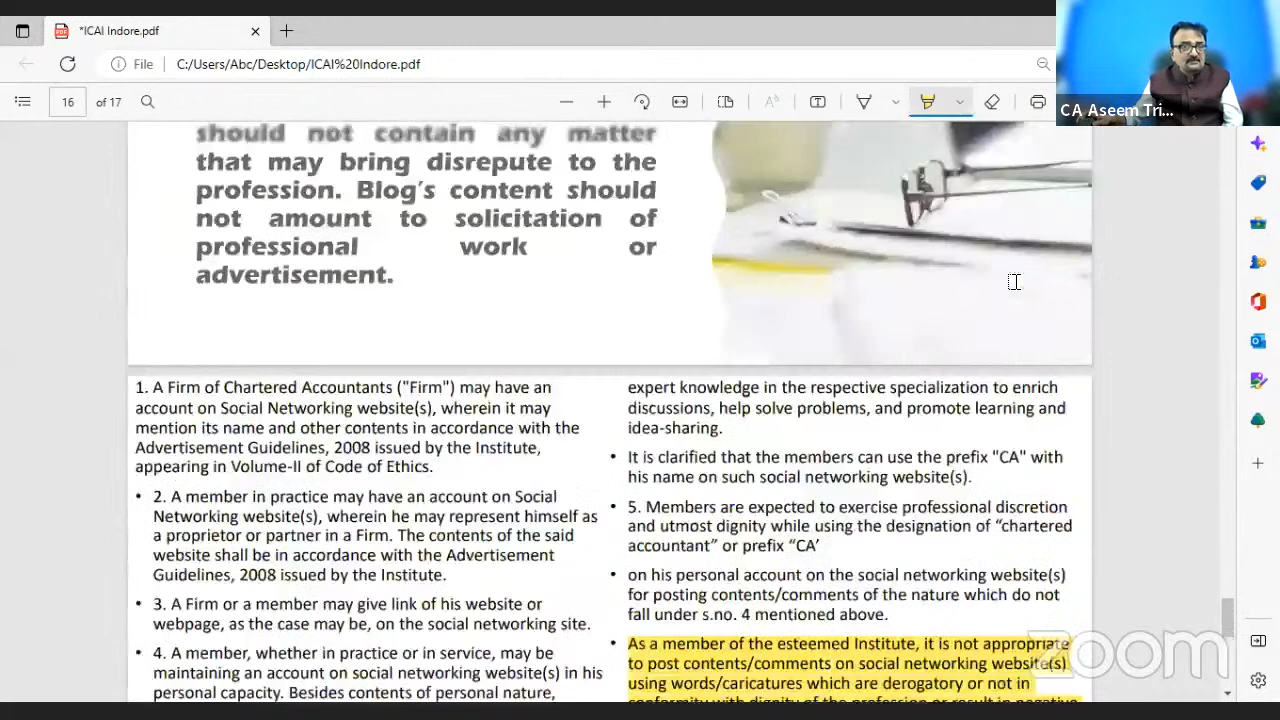 *ICAI Indore.pdf
File
C:/Users/Abc/Desktop/ICAI%20Indore.pdf
16 of 17
CA Aseem Tri...
should not contain any matter
that may bring disrepute to the
profession. Blog's content should
not amount to solicitation of
professional work or
advertisement.
1. A Firm of Chartered Accountants ("Firm") may have an
account on Social Networking website(s), wherein it may
mention its name and other contents in accordance with the
Advertisement Guidelines, 2008 issued by the Institute,
appearing in Volume-II of Code of Ethics.
• 2. A member in practice may have an account on Social
Networking website(s), wherein he may represent himself as
a proprietor or partner in a Firm. The contents of the said
website shall be in accordance with the Advertisement
Guidelines, 2008 issued by the Institute.
• 3. A Firm or a member may give link of his website or
webpage, as the case may be, on the social networking site.
• 4. A member, whether in practice or in service, may be
maintaining an account on social networking website(s) in his
personal capacity. Besides contents of personal nature,
expert knowledge in the respective specialization to enrich
discussions, help solve problems, and promote learning and
idea-sharing.
• It is clarified that the members can use the prefix "CA" with
his name on such social networking website(s).
• 5. Members are expected to exercise professional discretion
and utmost dignity while using the designation of “chartered
accountant” or prefix “CA’
• on his personal account on the social networking website(s)
for posting contents/comments of the nature which do not
fall under s.no. 4 mentioned above.
• As a member of the esteemed Institute, it is not appropriate
to post contents/comments on social networking website(s)
using words/caricatures which are derogatory or not in
conformity with dignity of the profession or result in negative
zoom